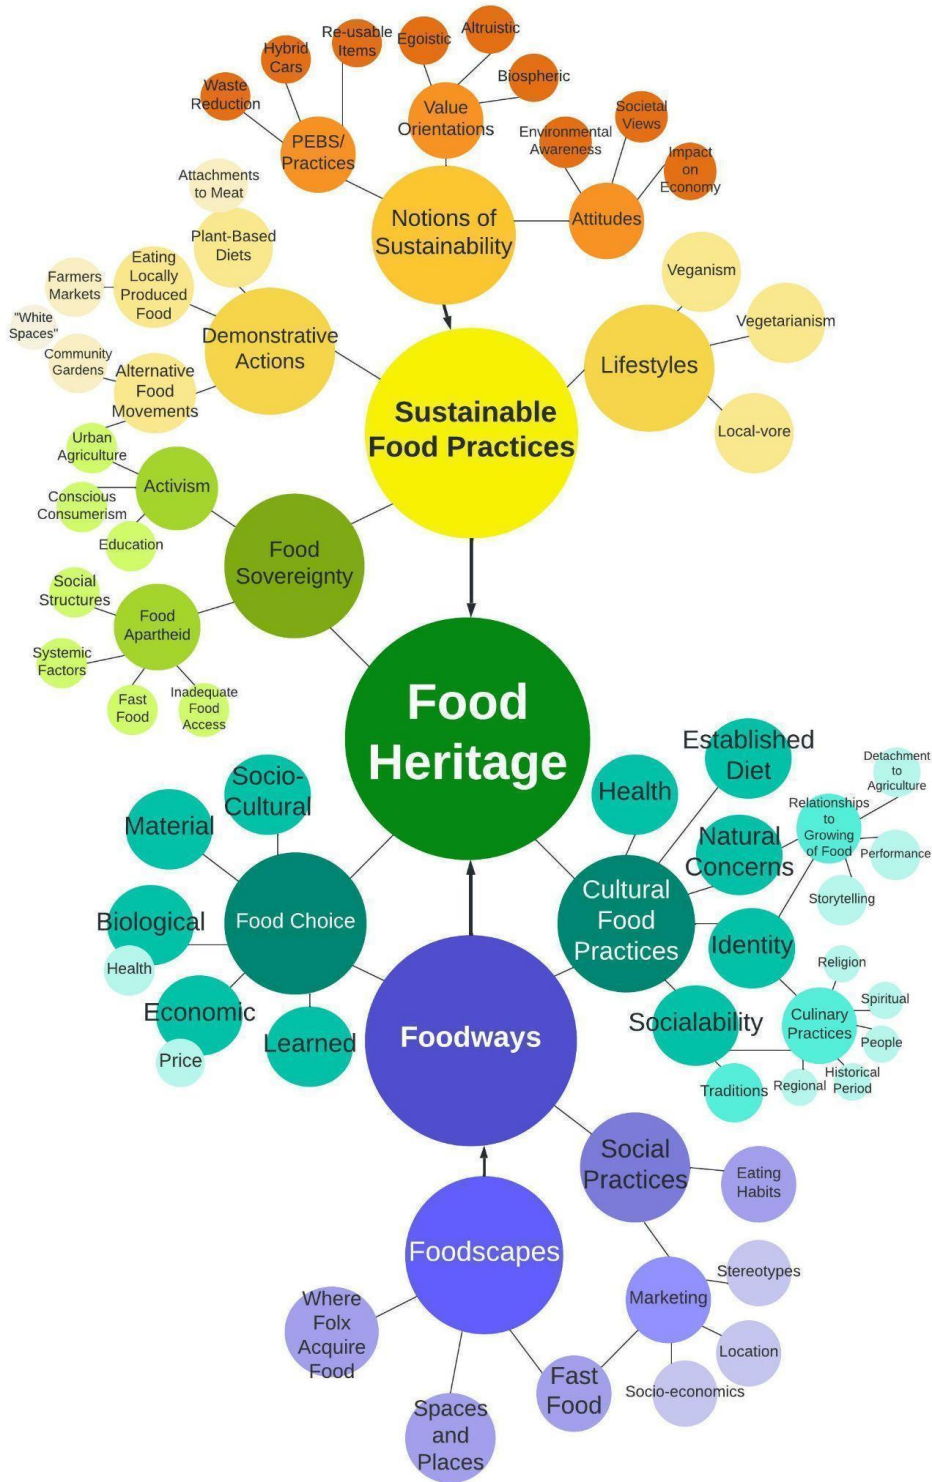 Re-usable
Items
Hybrid
Cars
Waste
Reduction
PEBS/
Practices
Egoistic
Altruistic
Biospheric
Value
Orientations
Societal
Views
Environmental
Awareness
Impact
on
Economy
Attitudes
Notions of
Sustainability
Attachments
to Meat
Plant-Based
Diets
Eating
Locally
Produced
Food
Farmers
Markets
"White
Spaces"
Community
Gardens
Alternative
Food
Movements
Demonstrative
Actions
Veganism
Vegetarianism
Local-vore
Lifestyles
Sustainable
Food Practices
Urban
Agriculture
Activism
Conscious
Consumerism
Education
Food
Sovereignty
Social
Structures
Food
Apartheid
Systemic
Factors
Fast
Food
Inadequate
Food
Access
Food
Heritage
Socio-
Cultural
Material
Biological
Health
Economic
Price
Learned
Food Choice
Health
Established
Diet
Natural
Concerns
Cultural
Food
Practices
Identity
Socialability
Traditions
Detachment
to
Agriculture
Relationships
to
Growing
of Food
Performance
Storytelling
Religion
Spiritual
Culinary
Practices
People
Historical
Period
Regional
Foodways
Social
Practices
Eating
Habits
Foodscapes
Where
Folx
Acquire
Food
Spaces
and
Places
Fast
Food
Marketing
Stereotypes
Location
Socio-economics